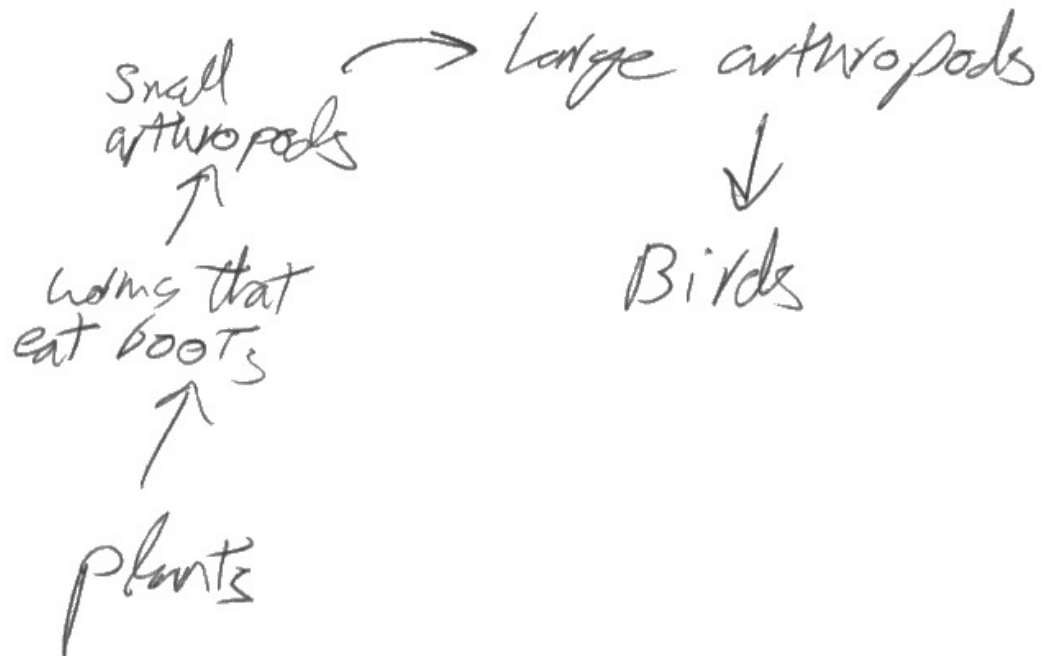 Small
arthropods
Large arthropods
worms that
eat roots
Birds
plants